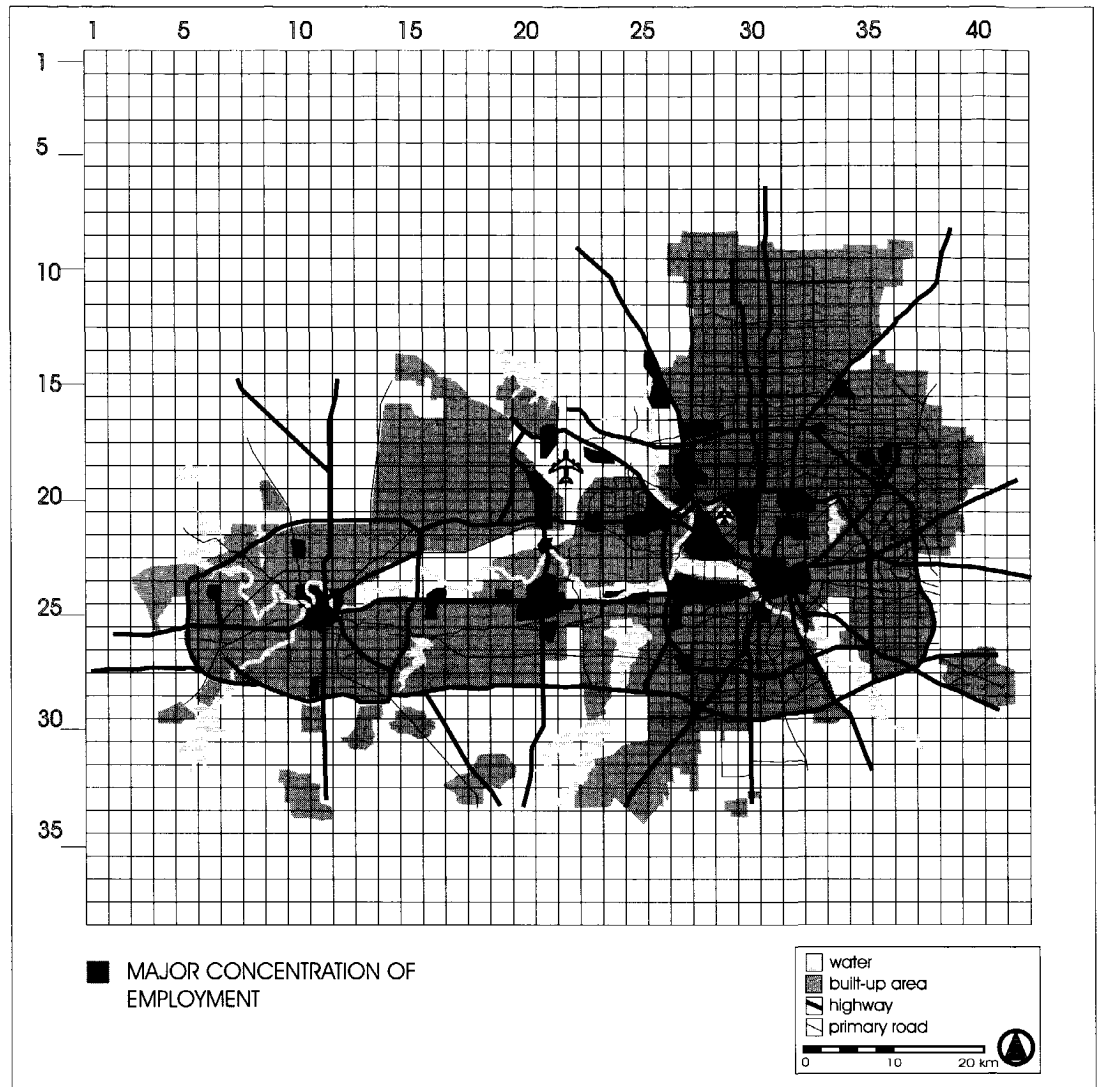 1 5 10 15 20 25 30 35 40
1
5
10
15
20
25
30
35
MAJOR CONCENTRATION OF
EMPLOYMENT
water
built-up area
highway
primary road
0 10 20 km